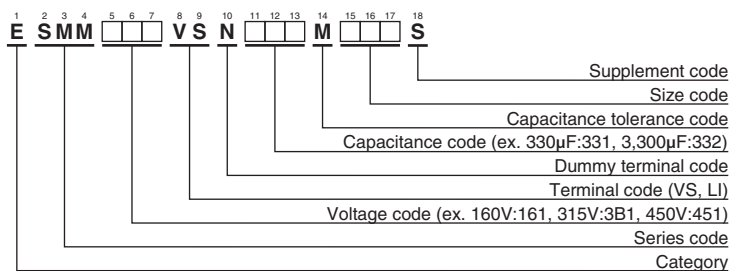 1 2 3 4 5 6 7 8 9 10 11 12 13 14 15 16 17 18
E SMM □□□ VS N □□□ M □□□ S
Supplement code
Size code
Capacitance tolerance code
Capacitance code (ex. 330µF:331, 3,300µF:332)
Dummy terminal code
Terminal code (VS, LI)
Voltage code (ex. 160V:161, 315V:3B1, 450V:451)
Series code
Category